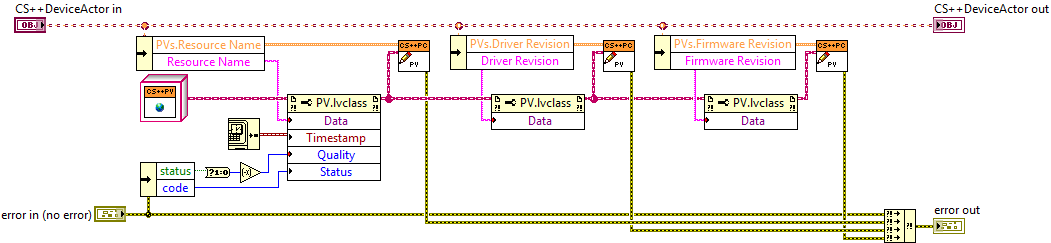 CS++DeviceActor in
CS++DeviceActor out
OBJ
OBJ
PVs.Resource Name
Resource Name
CS++PC
PV
PVs.Driver Revision
Driver Revision
CS++PC
PV
PVs.Firmware Revision
Firmware Revision
CS++PC
PV
CS++PV
PV.lvclass
Data
Timestamp
Quality
Status
PV.lvclass
Data
PV.lvclass
Data
status
code
?1:0
error in (no error)
error out